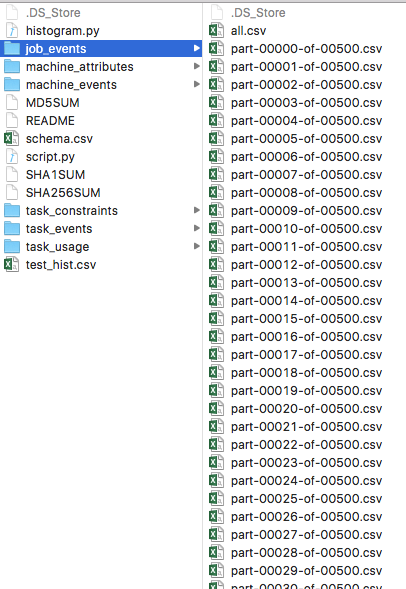 .DS_Store
histogram.py
job_events
machine_attributes
machine_events
MD5SUM
README
schema.csv
script.py
SHA1SUM
SHA256SUM
task_constraints
task_events
task_usage
test_hist.csv
.DS_Store
all.csv
part-00000-of-00500.csv
part-00001-of-00500.csv
part-00002-of-00500.csv
part-00003-of-00500.csv
part-00004-of-00500.csv
part-00005-of-00500.csv
part-00006-of-00500.csv
part-00007-of-00500.csv
part-00008-of-00500.csv
part-00009-of-00500.csv
part-00010-of-00500.csv
part-00011-of-00500.csv
part-00012-of-00500.csv
part-00013-of-00500.csv
part-00014-of-00500.csv
part-00015-of-00500.csv
part-00016-of-00500.csv
part-00017-of-00500.csv
part-00018-of-00500.csv
part-00019-of-00500.csv
part-00020-of-00500.csv
part-00021-of-00500.csv
part-00022-of-00500.csv
part-00023-of-00500.csv
part-00024-of-00500.csv
part-00025-of-00500.csv
part-00026-of-00500.csv
part-00027-of-00500.csv
part-00028-of-00500.csv
part-00029-of-00500.csv
part-00030-of-00500.csv